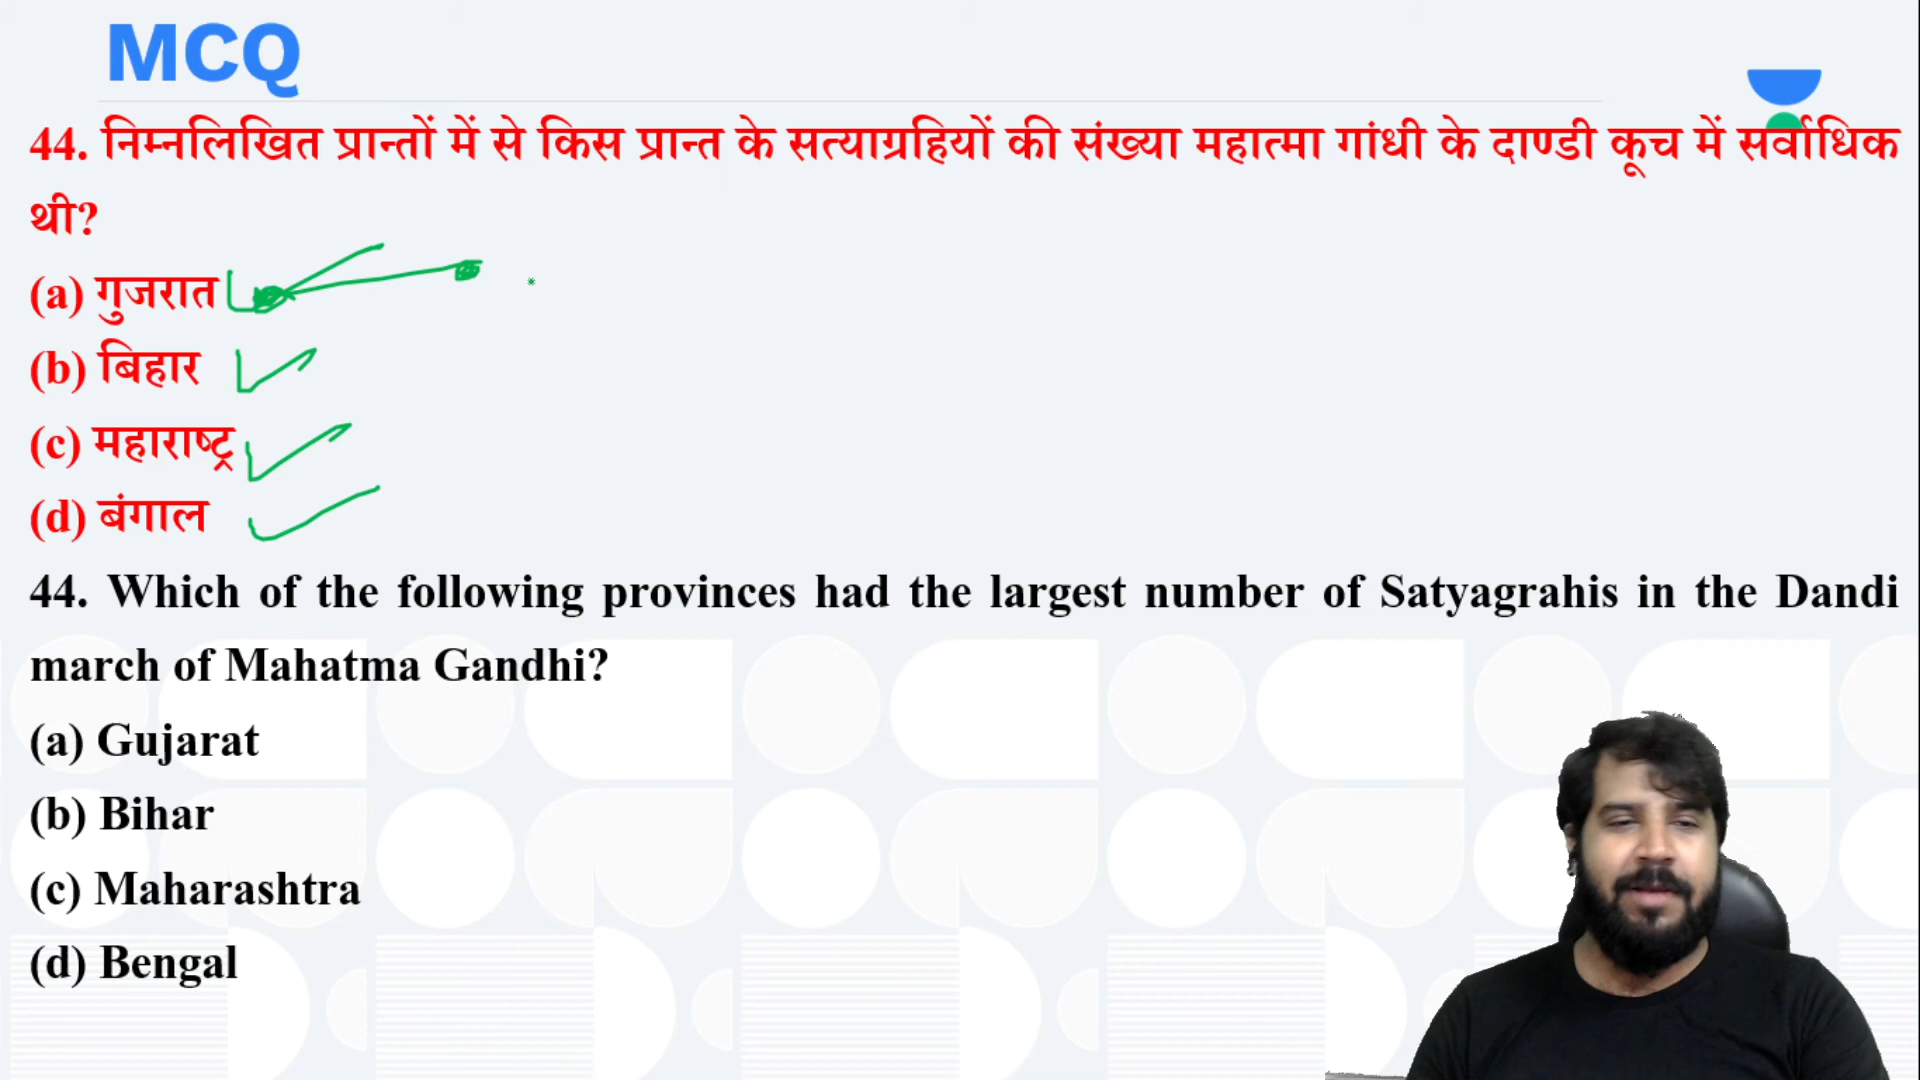 MCQ
44. निम्नलिखित प्रान्तों में से किस प्रान्त के सत्याग्रहियों की संख्या महात्मा गांधी के दाण्डी कूच में सर्वाधिक
थी?
(a) गुजरात
(b) बिहार
(c) महाराष्ट्र
(d) बंगाल
44. Which of the following provinces had the largest number of Satyagrahis in the Dandi
march of Mahatma Gandhi?
(a) Gujarat
(b) Bihar
(c) Maharashtra
(d) Bengal